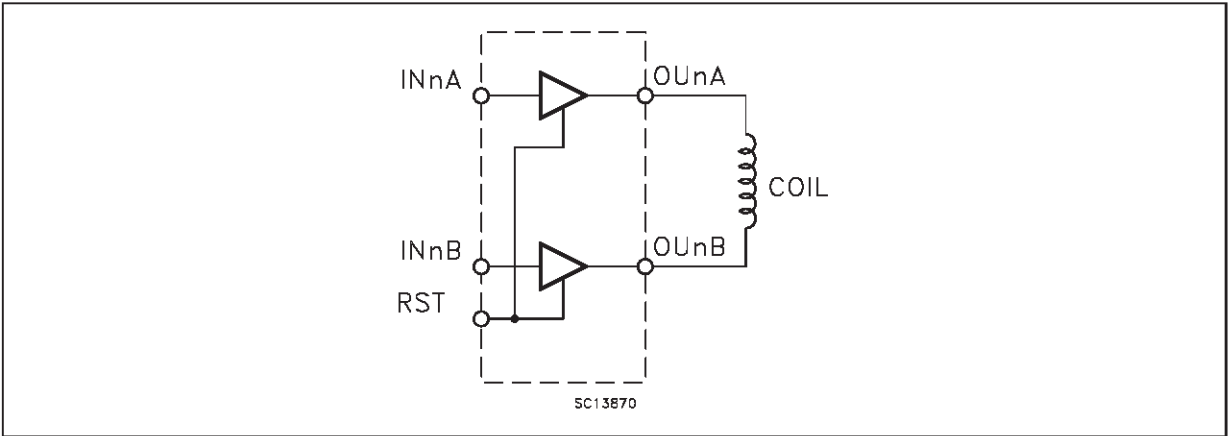 INnA
OUnA
COIL
INnB
OUnB
RST
SC13870